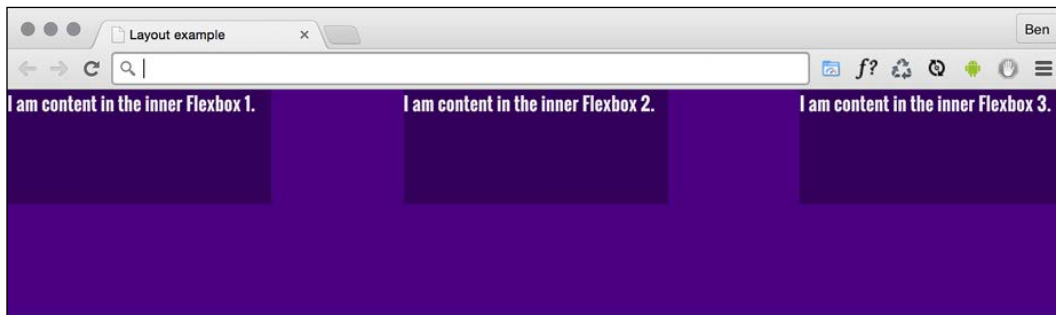 Layout example
Ben
f?
I am content in the inner Flexbox 1. I am content in the inner Flexbox 2. I am content in the inner Flexbox 3.